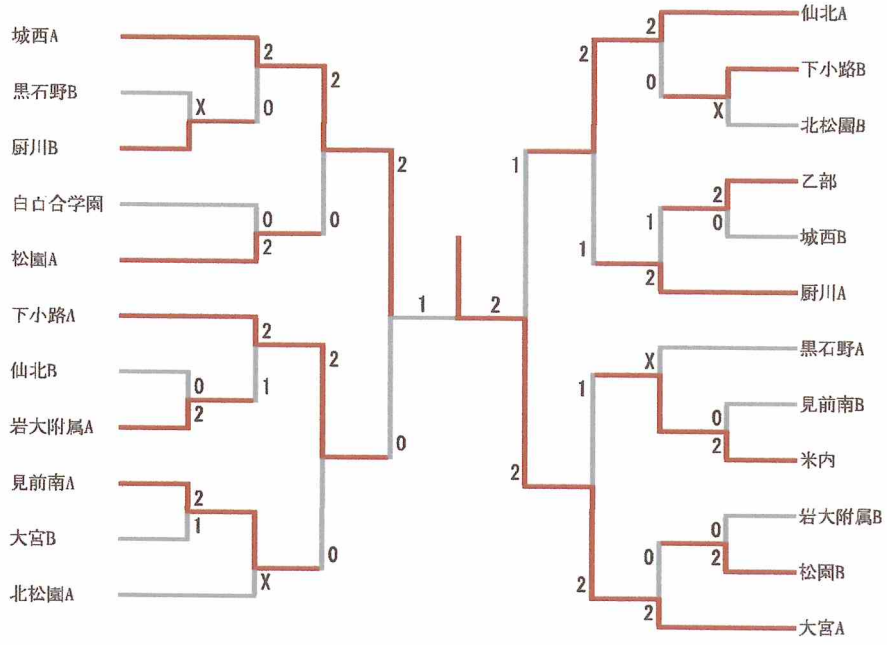 城西A
黒石野B
厨川B
白百合学園
松園A
下小路A
仙北B
岩大附属A
見前南A
大宮B
北松園A
2
X
0
2
0
2
0
2
2
0
2
1
2
2
1
X
0
0
1
2
2
0
X
2
1
2
0
1
2
1
X
0
2
1
2
0
0
2
2
2
仙北A
下小路B
北松園B
乙部
城西B
厨川A
黒石野A
見前南B
米内
岩大附属B
松園B
大宮A